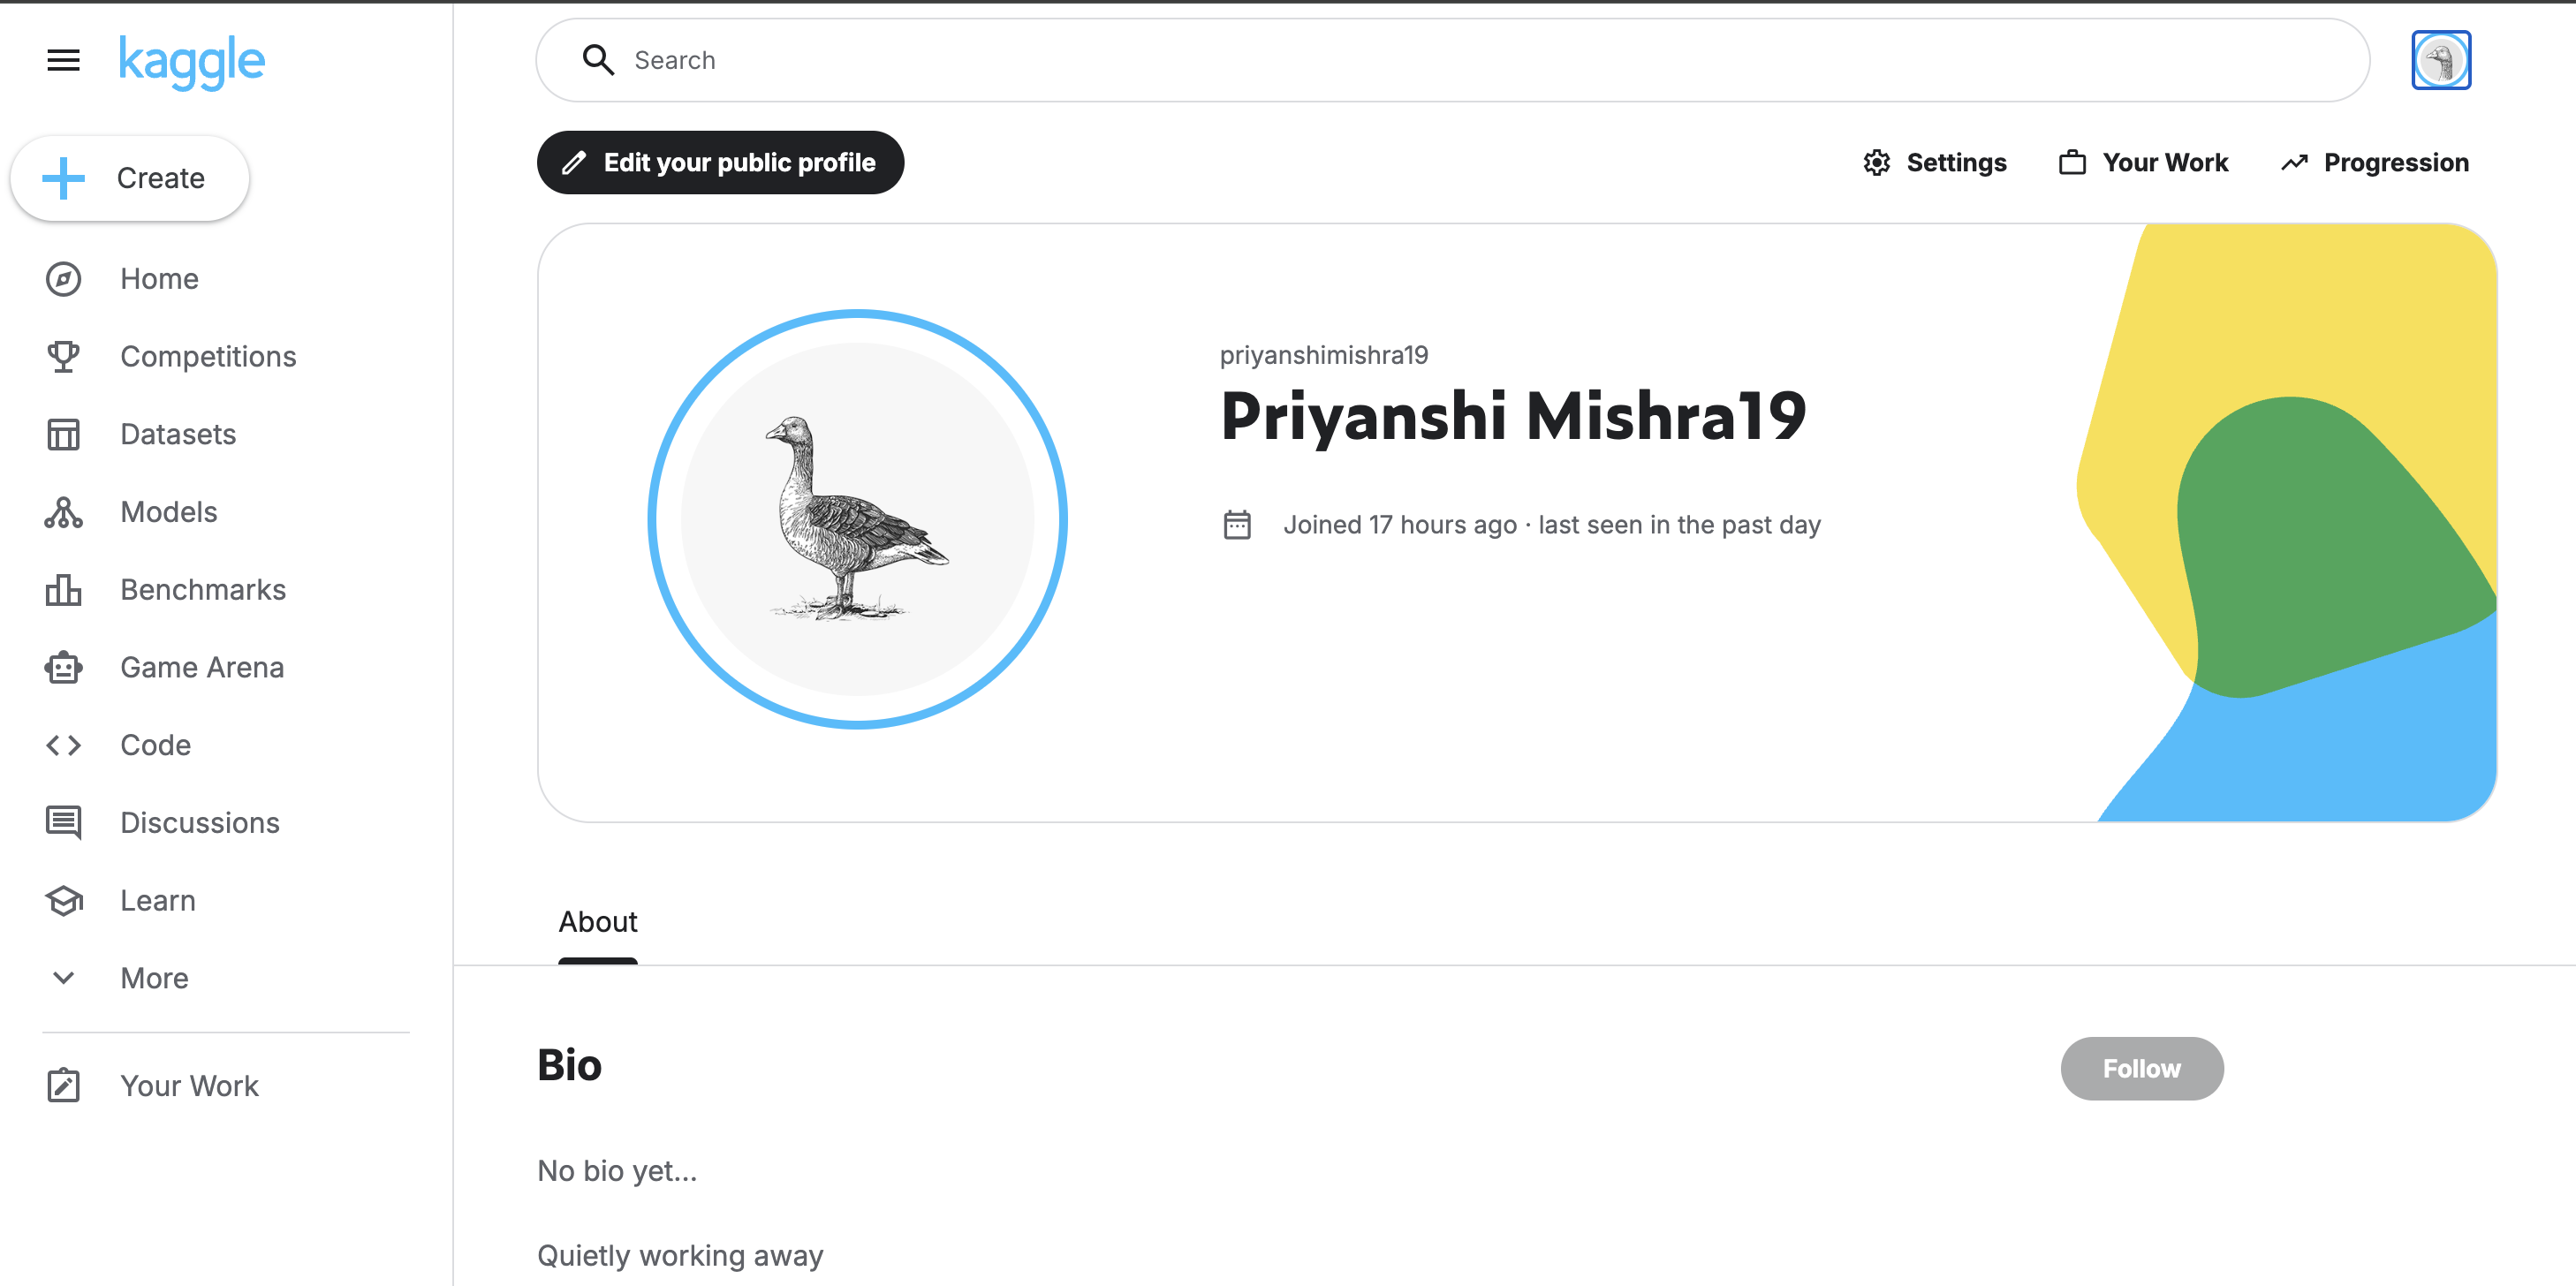 kaggle
Search
Create
Home
Competitions
Datasets
Models
Benchmarks
Game Arena
Code
Discussions
Learn
More
Your Work
Edit your public profile
Settings
Your Work
Progression
priyanshimishra19
Priyanshi Mishra19
Joined 17 hours ago · last seen in the past day
About
Bio
Follow
No bio yet...
Quietly working away